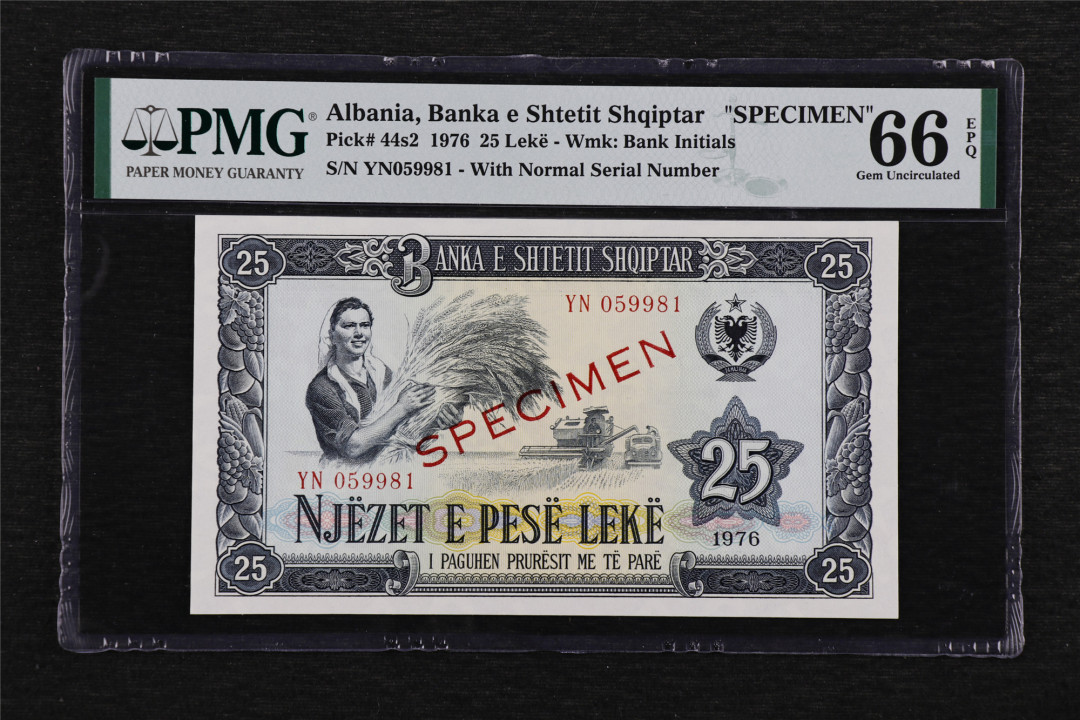 PMG®
PAPER MONEY GUARANTY
Albania, Banka e Shtetit Shqiptar "SPECIMEN"
Pick# 44s2 1976 25 Lekë - Wmk: Bank Initials
S/N YN059981 - With Normal Serial Number
66
EPQ
Gem Uncirculated
25
BANKA E SHTETIT SHQIPTAR
25
YN 059981
SPECIMEN
25
YN 059981
NJËZET E PESË LEKË
1976
25
I PAGUHEN PRURËSIT ME TË PARË
25